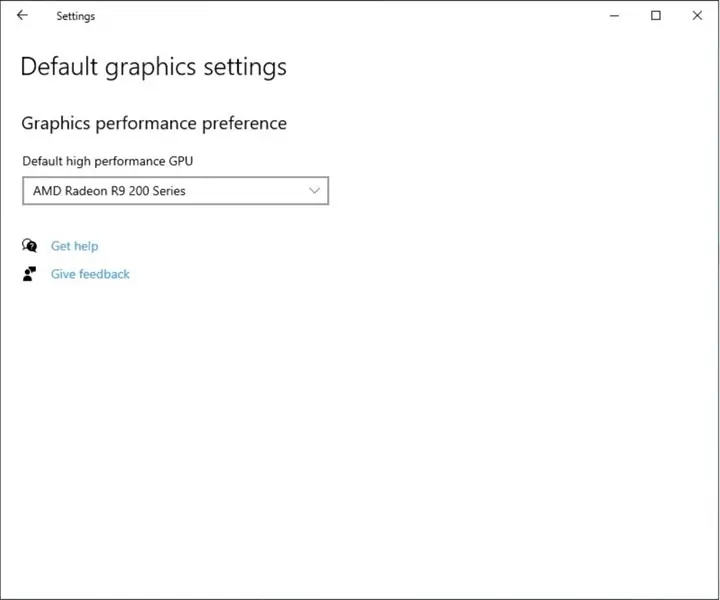 Settings
Default graphics settings
Graphics performance preference
Default high performance GPU
AMD Radeon R9 200 Series
Get help
Give feedback